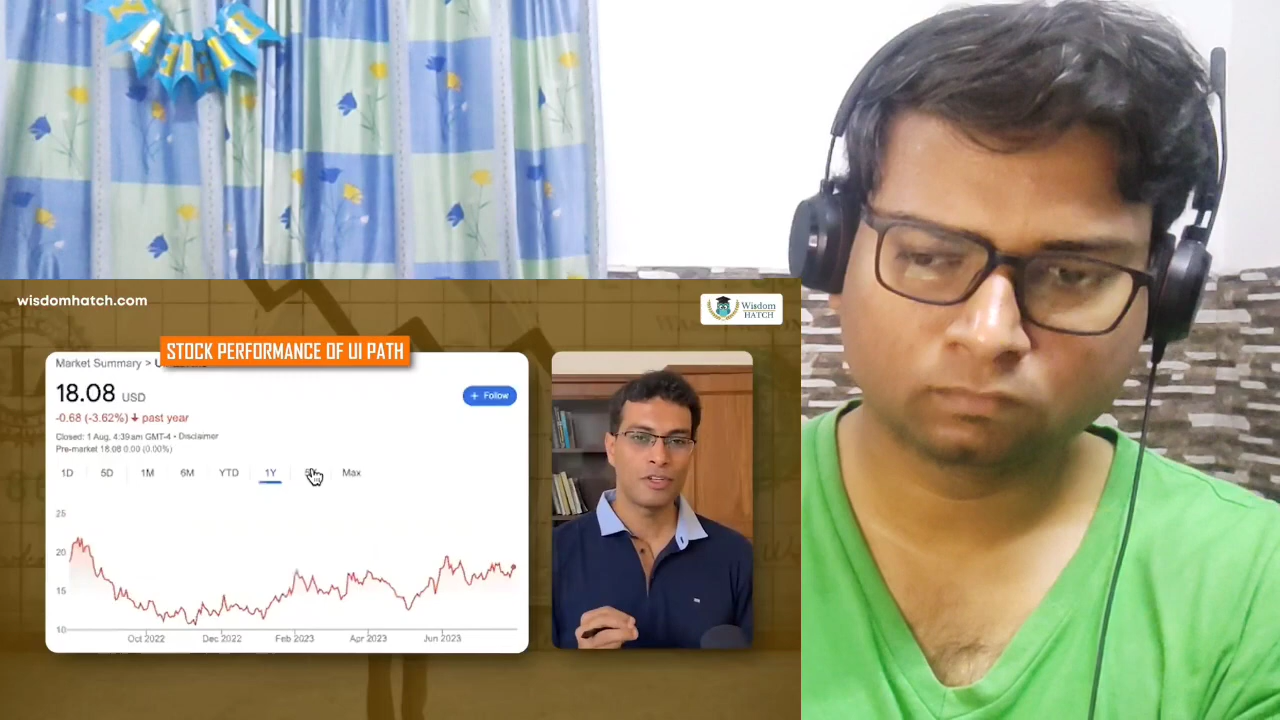 wisdomhatch.com
Wisdom
HATCH
STOCK PERFORMANCE OF UI PATH
Market Summary >
18.08 USD
+ Follow
-0.68 (-3.62%) ↓ past year
Closed: 1 Aug, 4:39am GMT-4 • Disclaimer
Pre-market 18.08 0.00 (0.00%)
1D 5D 1M 6M YTD 1Y Max
25
20
15
10
Oct 2022 Dec 2022 Feb 2023 Apr 2023 Jun 2023